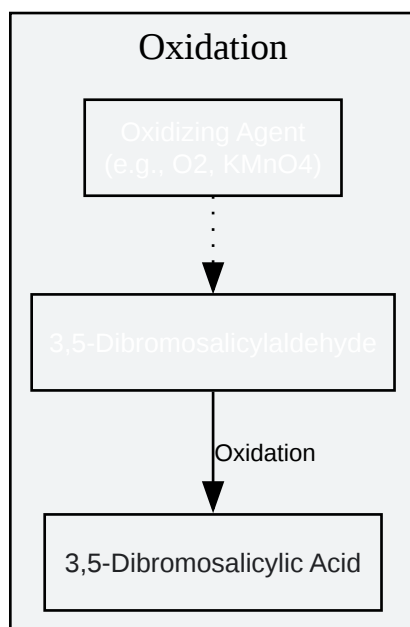 Oxidation
Oxidizing Agent
(e.g., O2, KMnO4)
3,5-Dibromosalicylaldehyde
Oxidation
3,5-Dibromosalicylic Acid